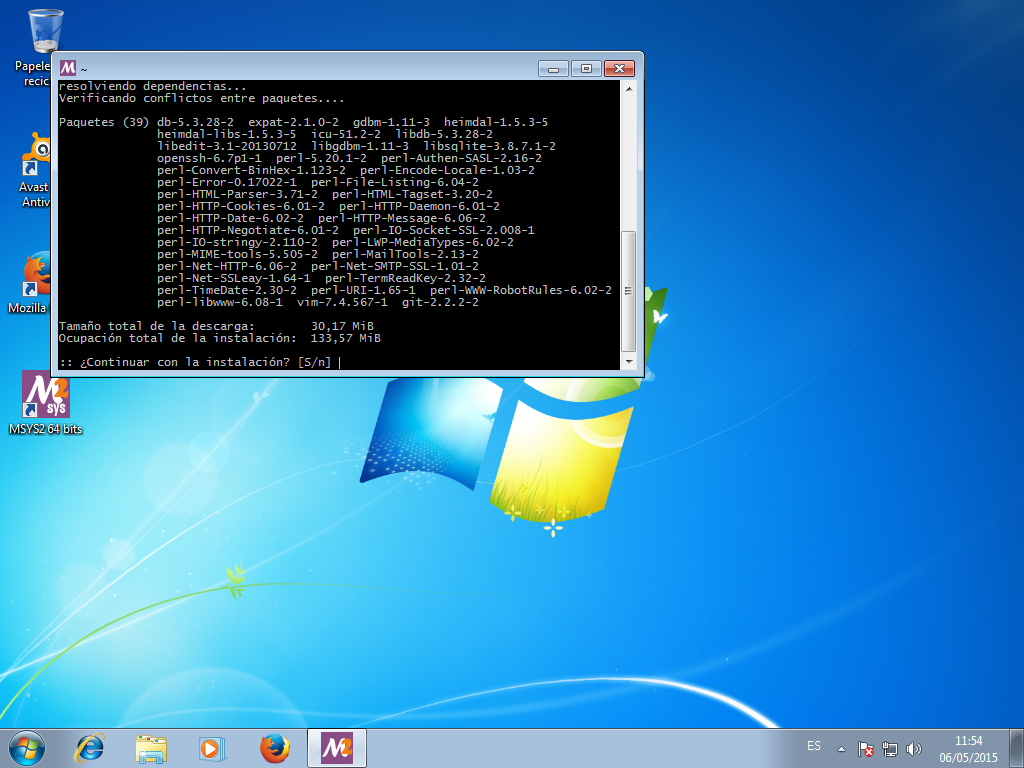 Papele
recic
Avast
Antiv
Mozilla
M2
sys
MSYS2 64 bits
M ~
resolviendo dependencias...
Verificando conflictos entre paquetes....
Paquetes (39) db-5.3.28-2  expat-2.1.0-2  gdbm-1.11-3  heimdal-1.5.3-5
heimdal-libs-1.5.3-5  icu-51.2-2  libdb-5.3.28-2
libedit-3.1-20130712  libgdbm-1.11-3  libsqlite-3.8.7.1-2
openssh-6.7p1-1  perl-5.20.1-2  perl-Authen-SASL-2.16-2
perl-Convert-BinHex-1.123-2  perl-Encode-Locale-1.03-2
perl-Error-0.17022-1  perl-File-Listing-6.04-2
perl-HTML-Parser-3.71-2  perl-HTML-Tagset-3.20-2
perl-HTTP-Cookies-6.01-2  perl-HTTP-Daemon-6.01-2
perl-HTTP-Date-6.02-2  perl-HTTP-Message-6.06-2
perl-HTTP-Negotiate-6.01-2  perl-IO-Socket-SSL-2.008-1
perl-IO-stringy-2.110-2  perl-LWP-MediaTypes-6.02-2
perl-MIME-tools-5.505-2  perl-MailTools-2.13-2
perl-Net-HTTP-6.06-2  perl-Net-SMTP-SSL-1.01-2
perl-Net-SSLeay-1.64-1  perl-TermReadKey-2.32-2
perl-TimeDate-2.30-2  perl-URI-1.65-1  perl-WWW-RobotRules-6.02-2
perl-libwww-6.08-1  vim-7.4.567-1  git-2.2.2-2
Tamaño total de la descarga: 30,17 MiB
Ocupación total de la instalación: 133,57 MiB
:: ¿Continuar con la instalación? [S/n]
M2
ES
11:54
06/05/2015